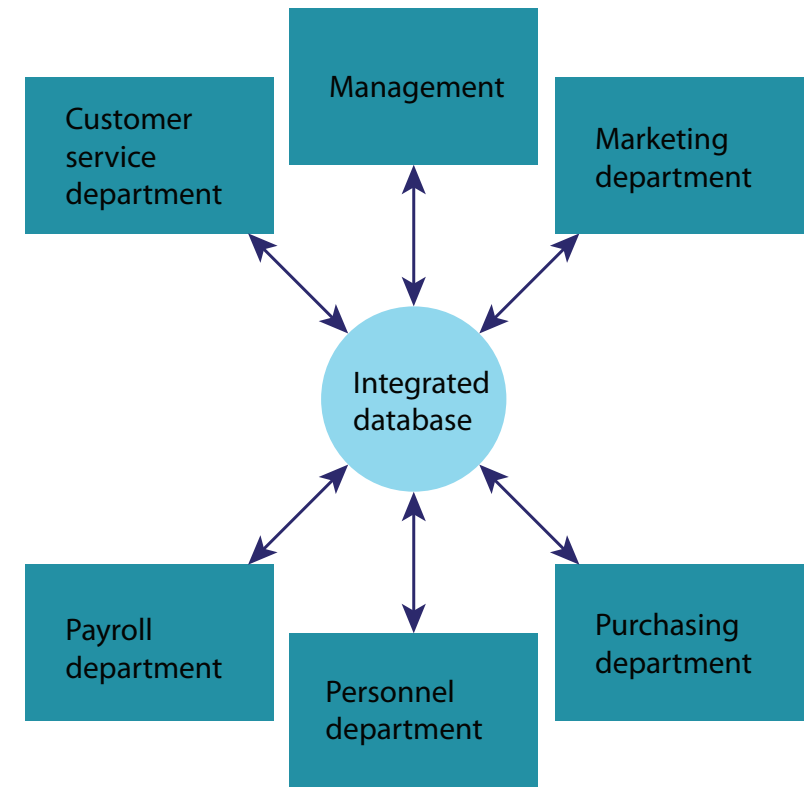 Management
Customer
service
department
Marketing
department
Integrated
database
Payroll
department
Personnel
department
Purchasing
department